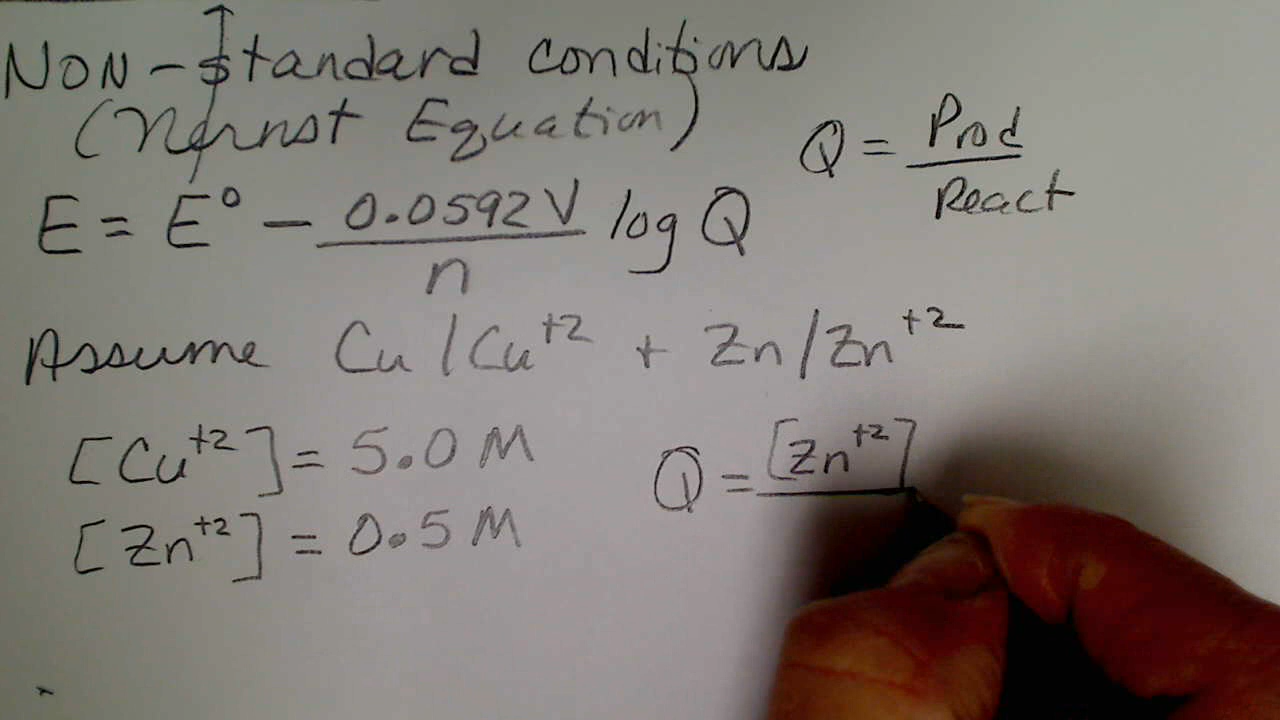 NON-Standard conditions
(Nernst Equation)
Q = Prod / React
E = E° - 0.0592 V / n log Q
Assume Cu/Cu⁺² + Zn/Zn⁺²
[Cu⁺²] = 5.0 M
[Zn⁺²] = 0.5 M
Q = [Zn⁺²]